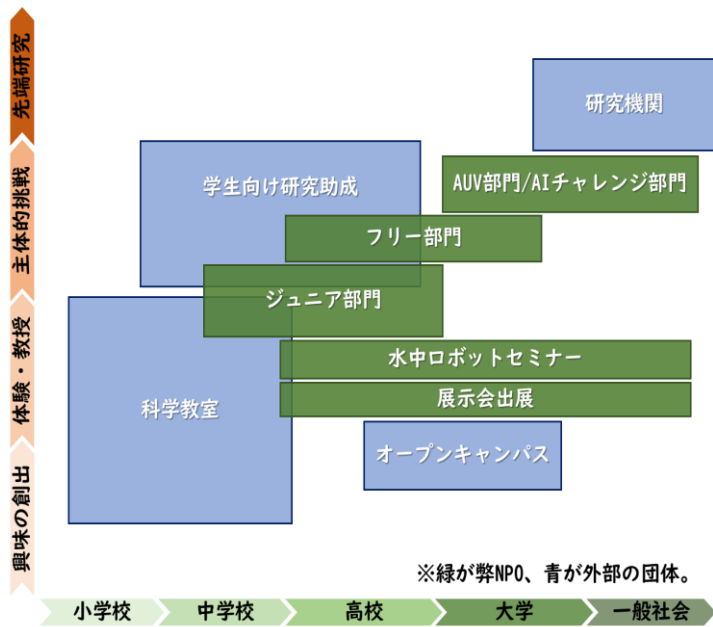 先端研究
主体的挑戦
体験・教授
興味の創出
研究機関
学生向け研究助成
AUV部門/AIチャレンジ部門
フリー部門
ジュニア部門
水中ロボットセミナー
科学教室
展示会出展
オープンキャンパス
※緑が弊NPO、青が外部の団体。
小学校
中学校
高校
大学
一般社会